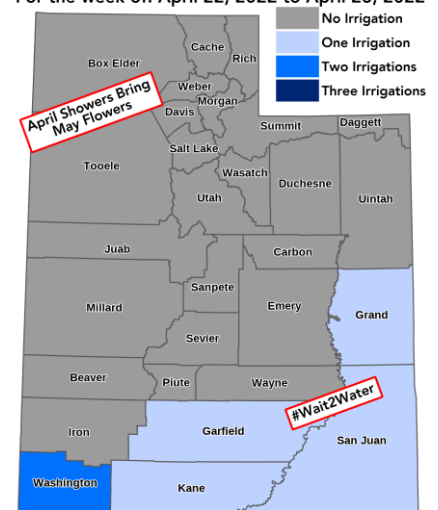 For the week of: April 22, 2022 to April 28, 2022
No Irrigation
One Irrigation
Two Irrigations
Three Irrigations
Cache
Rich
Box Elder
Weber
Morgan
April Showers Bring
May Flowers
Davis
Daggett
Summit
Salt Lake
Tooele
Wasatch
Duchesne
Utah
Uintah
Juab
Carbon
Sanpete
Millard
Emery
Grand
Sevier
Beaver
Piute
Wayne
#Wait2Water
Iron
Garfield
San Juan
Washington
Kane